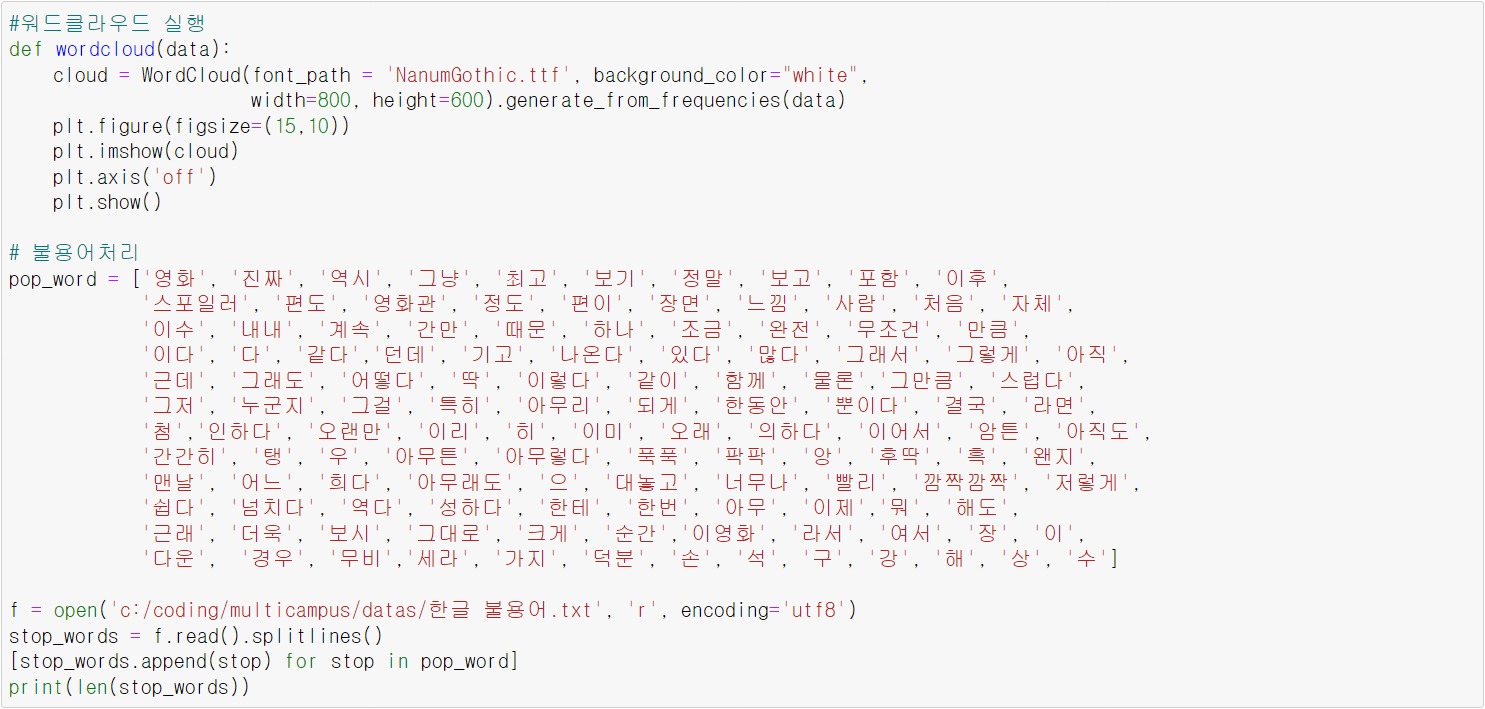 #워드클라우드 실행
def wordcloud(data):
    cloud = WordCloud(font_path = 'NanumGothic.ttf', background_color="white",
                      width=800, height=600).generate_from_frequencies(data)
    plt.figure(figsize=(15,10))
    plt.imshow(cloud)
    plt.axis('off')
    plt.show()
# 불용어처리
pop_word = ['영화', '진짜', '역시', '그냥', '최고', '보기', '정말', '보고', '포함', '이후',
            '스포일러', '편도', '영화관', '정도', '편이', '장면', '느낌', '사람', '처음', '자체',
            '이수', '내내', '계속', '간만', '때문', '하나', '조금', '완전', '무조건', '만큼',
            '이다', '다', '같다','던데', '기고', '나온다', '있다', '많다', '그래서', '그렇게', '아직',
            '근데', '그래도', '어떻다', '딱', '이렇다', '같이', '함께', '물론','그만큼', '스럽다',
            '그저', '누군지', '그걸', '특히', '아무리', '되게', '한동안', '뿐이다', '결국', '라면',
            '첨','인하다', '오랜만', '이리', '히', '이미', '오래', '의하다', '이어서', '암튼', '아직도',
            '간간히', '탱', '우', '아무튼', '아무렇다', '푹푹', '팍팍', '앙', '후딱', '흑', '왠지',
            '맨날', '어느', '희다', '아무래도', '으', '대놓고', '너무나', '빨리', '깜짝깜짝', '저렇게',
            '쉽다', '넘치다', '역다', '성하다', '한테', '한번', '아무', '이제','뭐', '해도',
            '근래', '더욱', '보시', '그대로', '크게', '순간','이영화', '라서', '여서', '장', '이',
            '다운',  '경우', '무비','세라', '가지', '덕분', '손', '석', '구', '강', '해', '상', '수']
f = open('c:/coding/multicampus/datas/한글 불용어.txt', 'r', encoding='utf8')
stop_words = f.read().splitlines()
[stop_words.append(stop) for stop in pop_word]
print(len(stop_words))